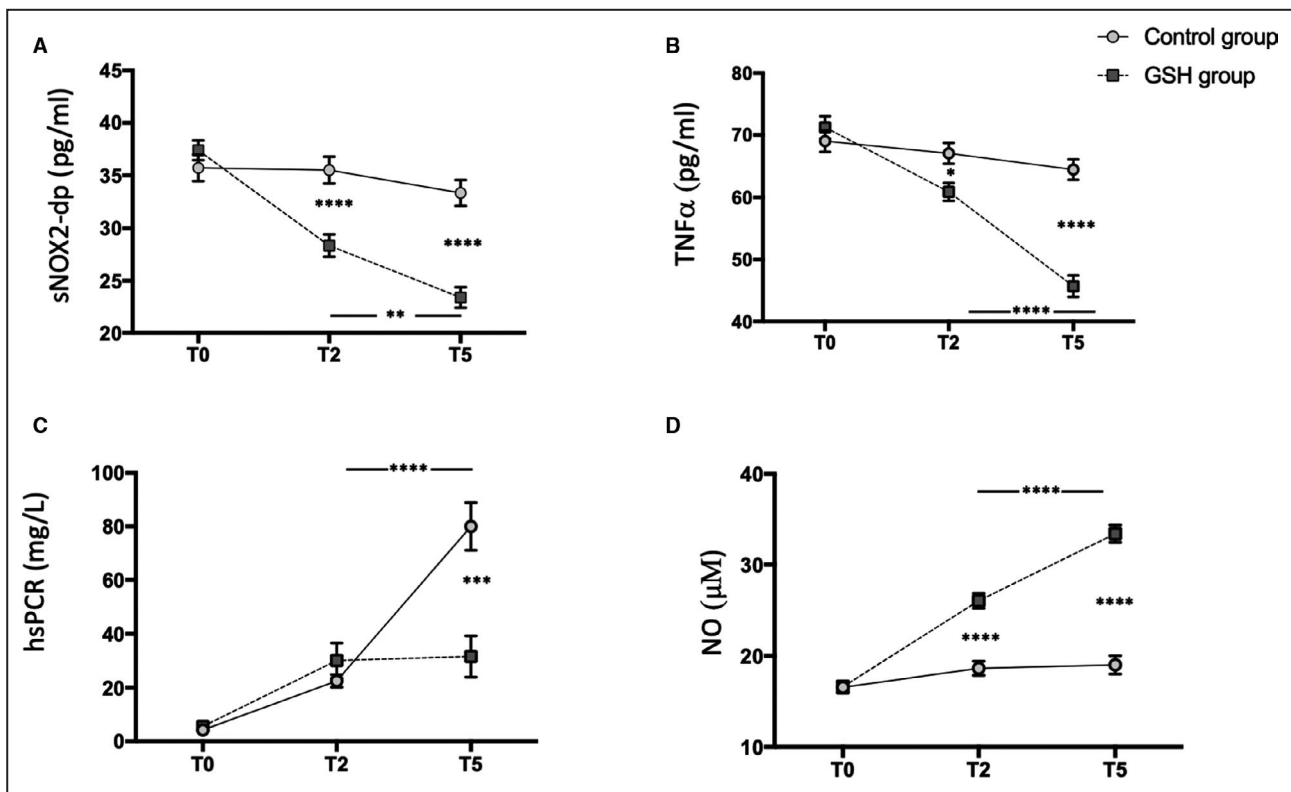 A
B
Control group
GSH group
sNOX2-dp (pg/ml)
45
40
35
30
25
20
****
****
**
T0 T2 T5
TNFα (pg/ml)
80
70
60
50
40
*
****
****
T0 T2 T5
C
D
hsPCR (mg/L)
100
80
60
40
20
0
****
***
T0 T2 T5
NO (µM)
40
30
20
10
****
****
****
T0 T2 T5